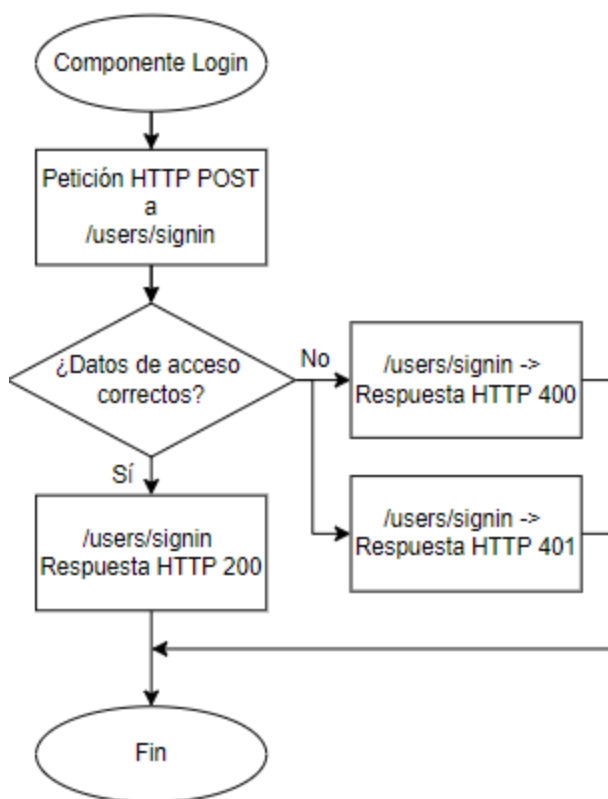 Componente Login
Petición HTTP POST
a
/users/signin
¿Datos de acceso
correctos?
No
/users/signin ->
Respuesta HTTP 400
Sí
/users/signin ->
Respuesta HTTP 401
/users/signin
Respuesta HTTP 200
Fin